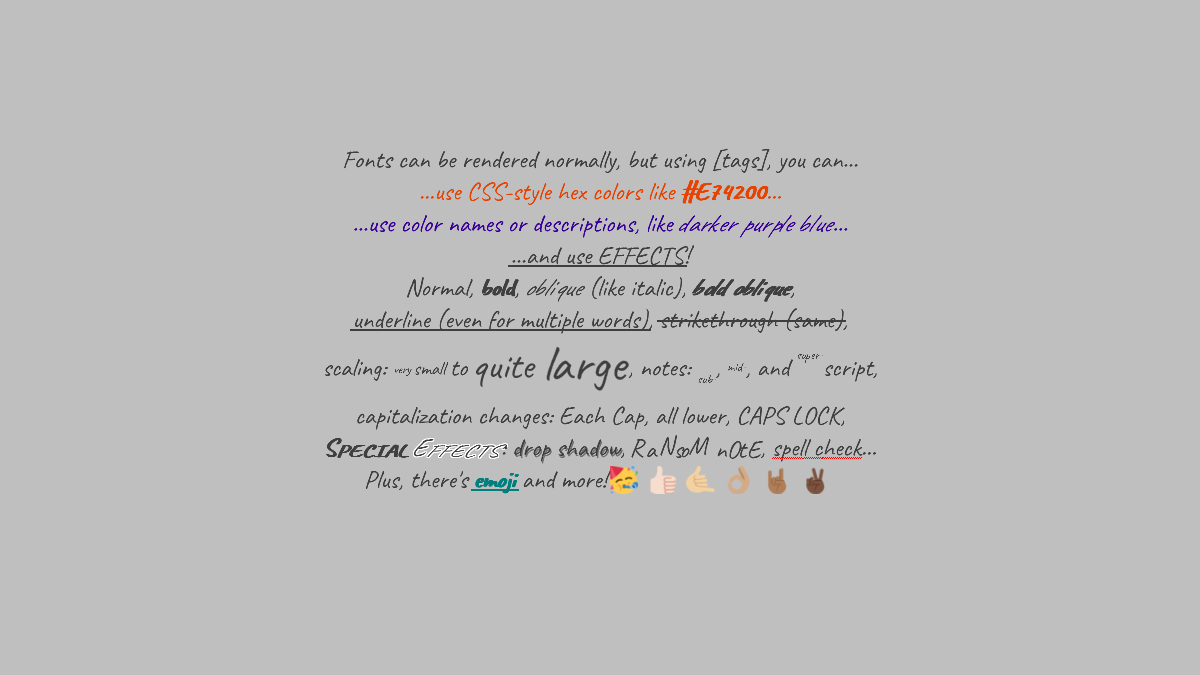 Fonts can be rendered normally, but using [tags], you can...
...use CSS-style hex colors like #E74200...
...use color names or descriptions, like darker purple blue...
...and use EFFECTS!
Normal, bold, oblique (like italic), bold oblique,
underline (even for multiple words), strikethrough (same),
scaling: very small to quite large, notes: sub, mid, and super script,
capitalization changes: Each Cap, all lower, CAPS LOCK,
Special Effects: drop shadow, RaNsoM nOtE, spell check...
Plus, there's emoji and more!🥳 👍🏻 🤙🏼 👌🏽 🤘🏾 ✌🏿